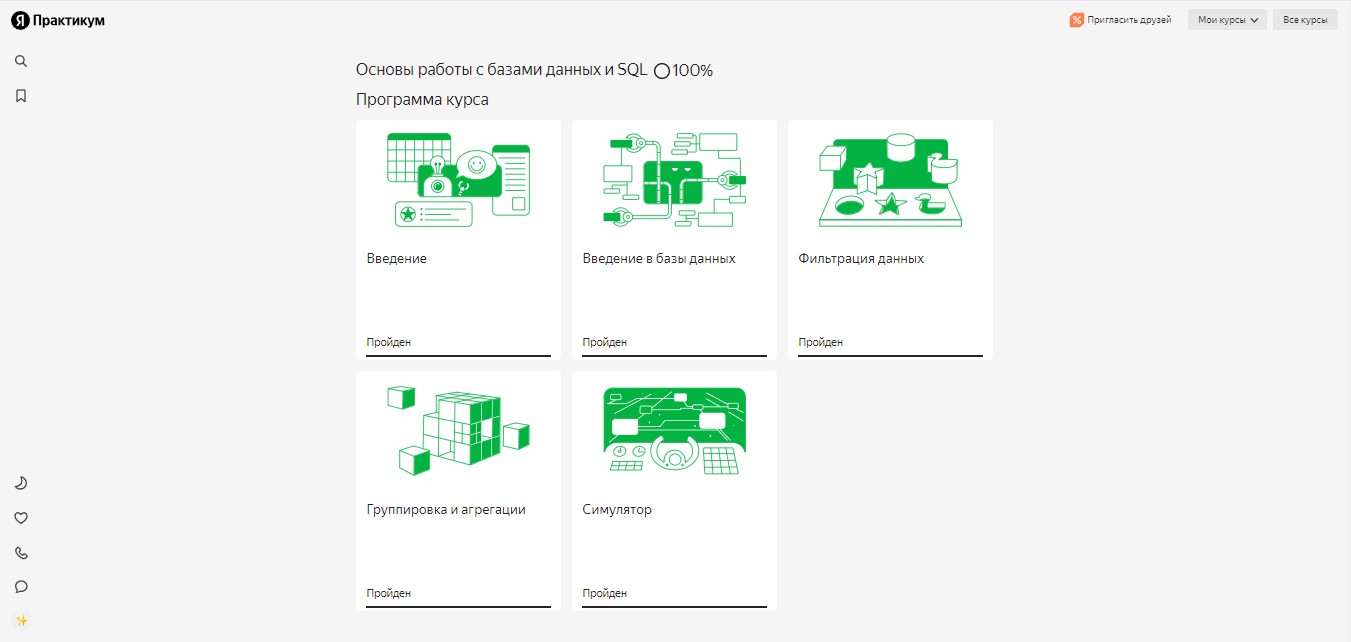 Я Практикум
Пригласить друзей
Мои курсы
Все курсы
Основы работы с базами данных и SQL 100%
Программа курса
Введение
Пройден
Введение в базы данных
Пройден
Фильтрация данных
Пройден
Группировка и агрегации
Пройден
Симулятор
Пройден